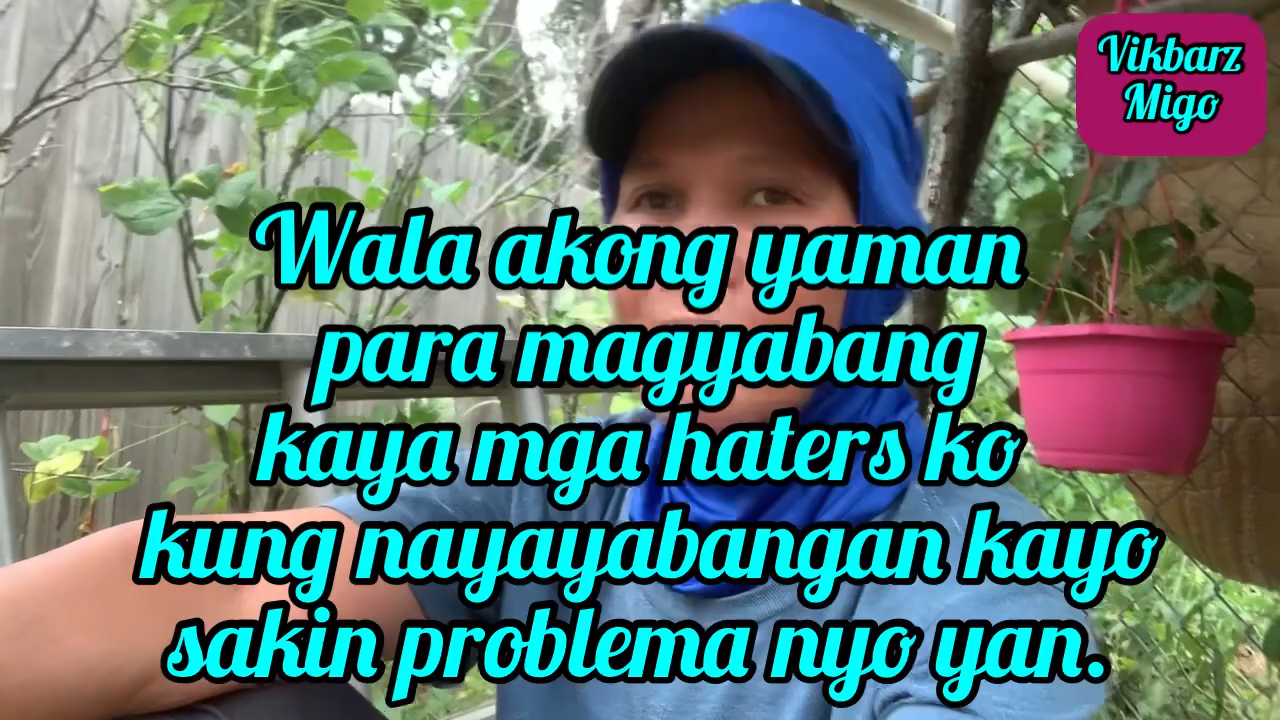 Vikbarz
Migo
Wala akong yaman
para magyabang
kaya mga haters ko
kung nayayabangan kayo
sakin problema nyo yan.